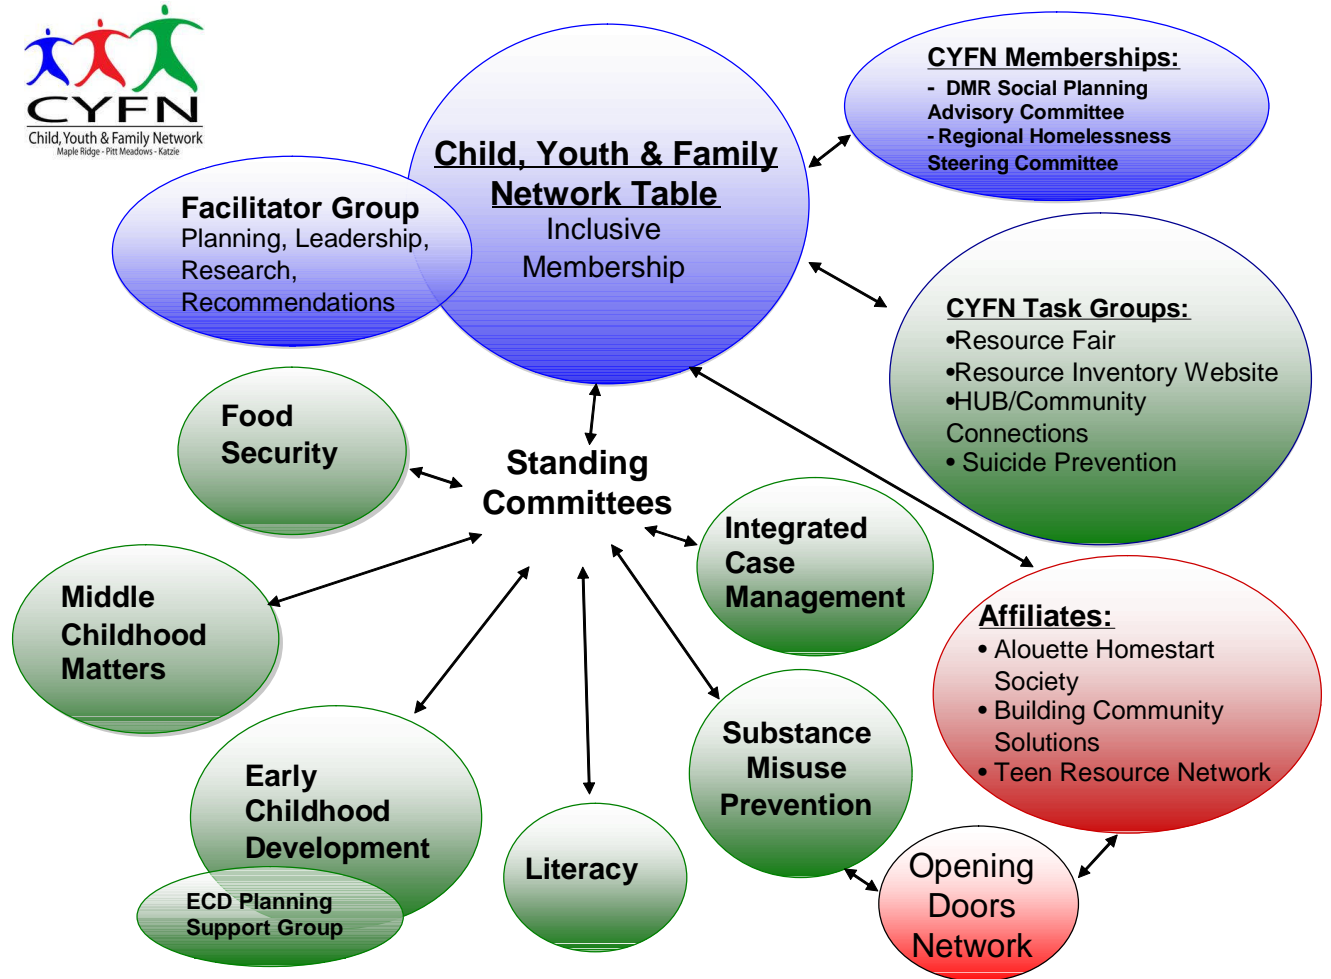 CYFN
Child, Youth & Family Network
Maple Ridge - Pitt Meadows - Katzie
Child, Youth & Family
Network Table
Inclusive
Membership
Facilitator Group
Planning, Leadership,
Research,
Recommendations
CYFN Memberships:
- DMR Social Planning
Advisory Committee
- Regional Homelessness
Steering Committee
CYFN Task Groups:
•Resource Fair
•Resource Inventory Website
•HUB/Community
Connections
• Suicide Prevention
Food
Security
Standing
Committees
Integrated
Case
Management
Middle
Childhood
Matters
Affiliates:
• Alouette Homestart
Society
• Building Community
Solutions
• Teen Resource Network
Substance
Misuse
Prevention
Early
Childhood
Development
Literacy
ECD Planning
Support Group
Opening
Doors
Network